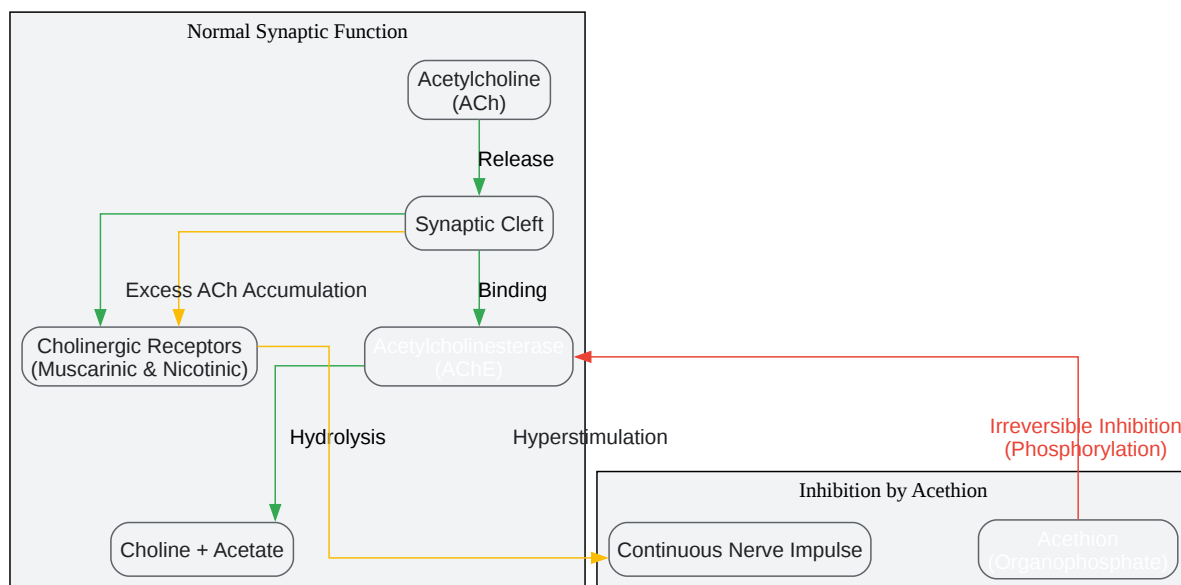 Normal Synaptic Function
Acetylcholine
(ACh)
Release
Synaptic Cleft
Excess ACh Accumulation
Binding
Cholinergic Receptors
(Muscarinic & Nicotinic)
Acetylcholinesterase
(AChE)
Hydrolysis
Hyperstimulation
Irreversible Inhibition
(Phosphorylation)
Inhibition by Acethion
Choline + Acetate
Continuous Nerve Impulse
Acethion
(Organophosphate)